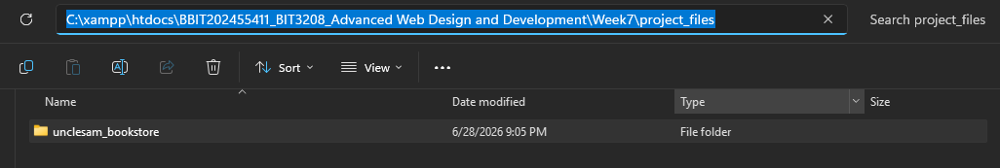 C:\xampp\htdocs\BBIT202455411_BIT3208_Advanced Web Design and Development\Week7\project_files
Search project_files
Sort
View
Name Date modified Type Size
unclesam_bookstore 6/28/2026 9:05 PM File folder